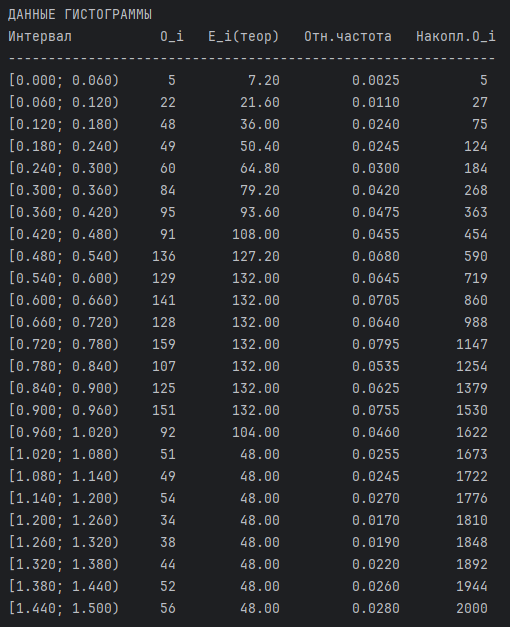 ДАННЫЕ ГИСТОГРАММЫ
Интервал O_i E_i(теор) Отн.частота Накопл.O_i
------------------------------------------------------------
[0.000; 0.060) 5 7.20 0.0025 5
[0.060; 0.120) 22 21.60 0.0110 27
[0.120; 0.180) 48 36.00 0.0240 75
[0.180; 0.240) 49 50.40 0.0245 124
[0.240; 0.300) 60 64.80 0.0300 184
[0.300; 0.360) 84 79.20 0.0420 268
[0.360; 0.420) 95 93.60 0.0475 363
[0.420; 0.480) 91 108.00 0.0455 454
[0.480; 0.540) 136 127.20 0.0680 590
[0.540; 0.600) 129 132.00 0.0645 719
[0.600; 0.660) 141 132.00 0.0705 860
[0.660; 0.720) 128 132.00 0.0640 988
[0.720; 0.780) 159 132.00 0.0795 1147
[0.780; 0.840) 107 132.00 0.0535 1254
[0.840; 0.900) 125 132.00 0.0625 1379
[0.900; 0.960) 151 132.00 0.0755 1530
[0.960; 1.020) 92 104.00 0.0460 1622
[1.020; 1.080) 51 48.00 0.0255 1673
[1.080; 1.140) 49 48.00 0.0245 1722
[1.140; 1.200) 54 48.00 0.0270 1776
[1.200; 1.260) 34 48.00 0.0170 1810
[1.260; 1.320) 38 48.00 0.0190 1848
[1.320; 1.380) 44 48.00 0.0220 1892
[1.380; 1.440) 52 48.00 0.0260 1944
[1.440; 1.500) 56 48.00 0.0280 2000